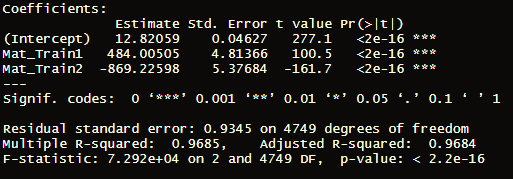 Coefficients:
Estimate Std. Error t value Pr(>|t|)
(Intercept) 12.82059 0.04627 277.1 <2e-16 ***
Mat_Train1 484.00505 4.81366 100.5 <2e-16 ***
Mat_Train2 -869.22598 5.37684 -161.7 <2e-16 ***
---
Signif. codes: 0 ‘***’ 0.001 ‘**’ 0.01 ‘*’ 0.05 ‘.’ 0.1 ‘ ’ 1
Residual standard error: 0.9345 on 4749 degrees of freedom
Multiple R-squared: 0.9685, Adjusted R-squared: 0.9684
F-statistic: 7.292e+04 on 2 and 4749 DF, p-value: < 2.2e-16